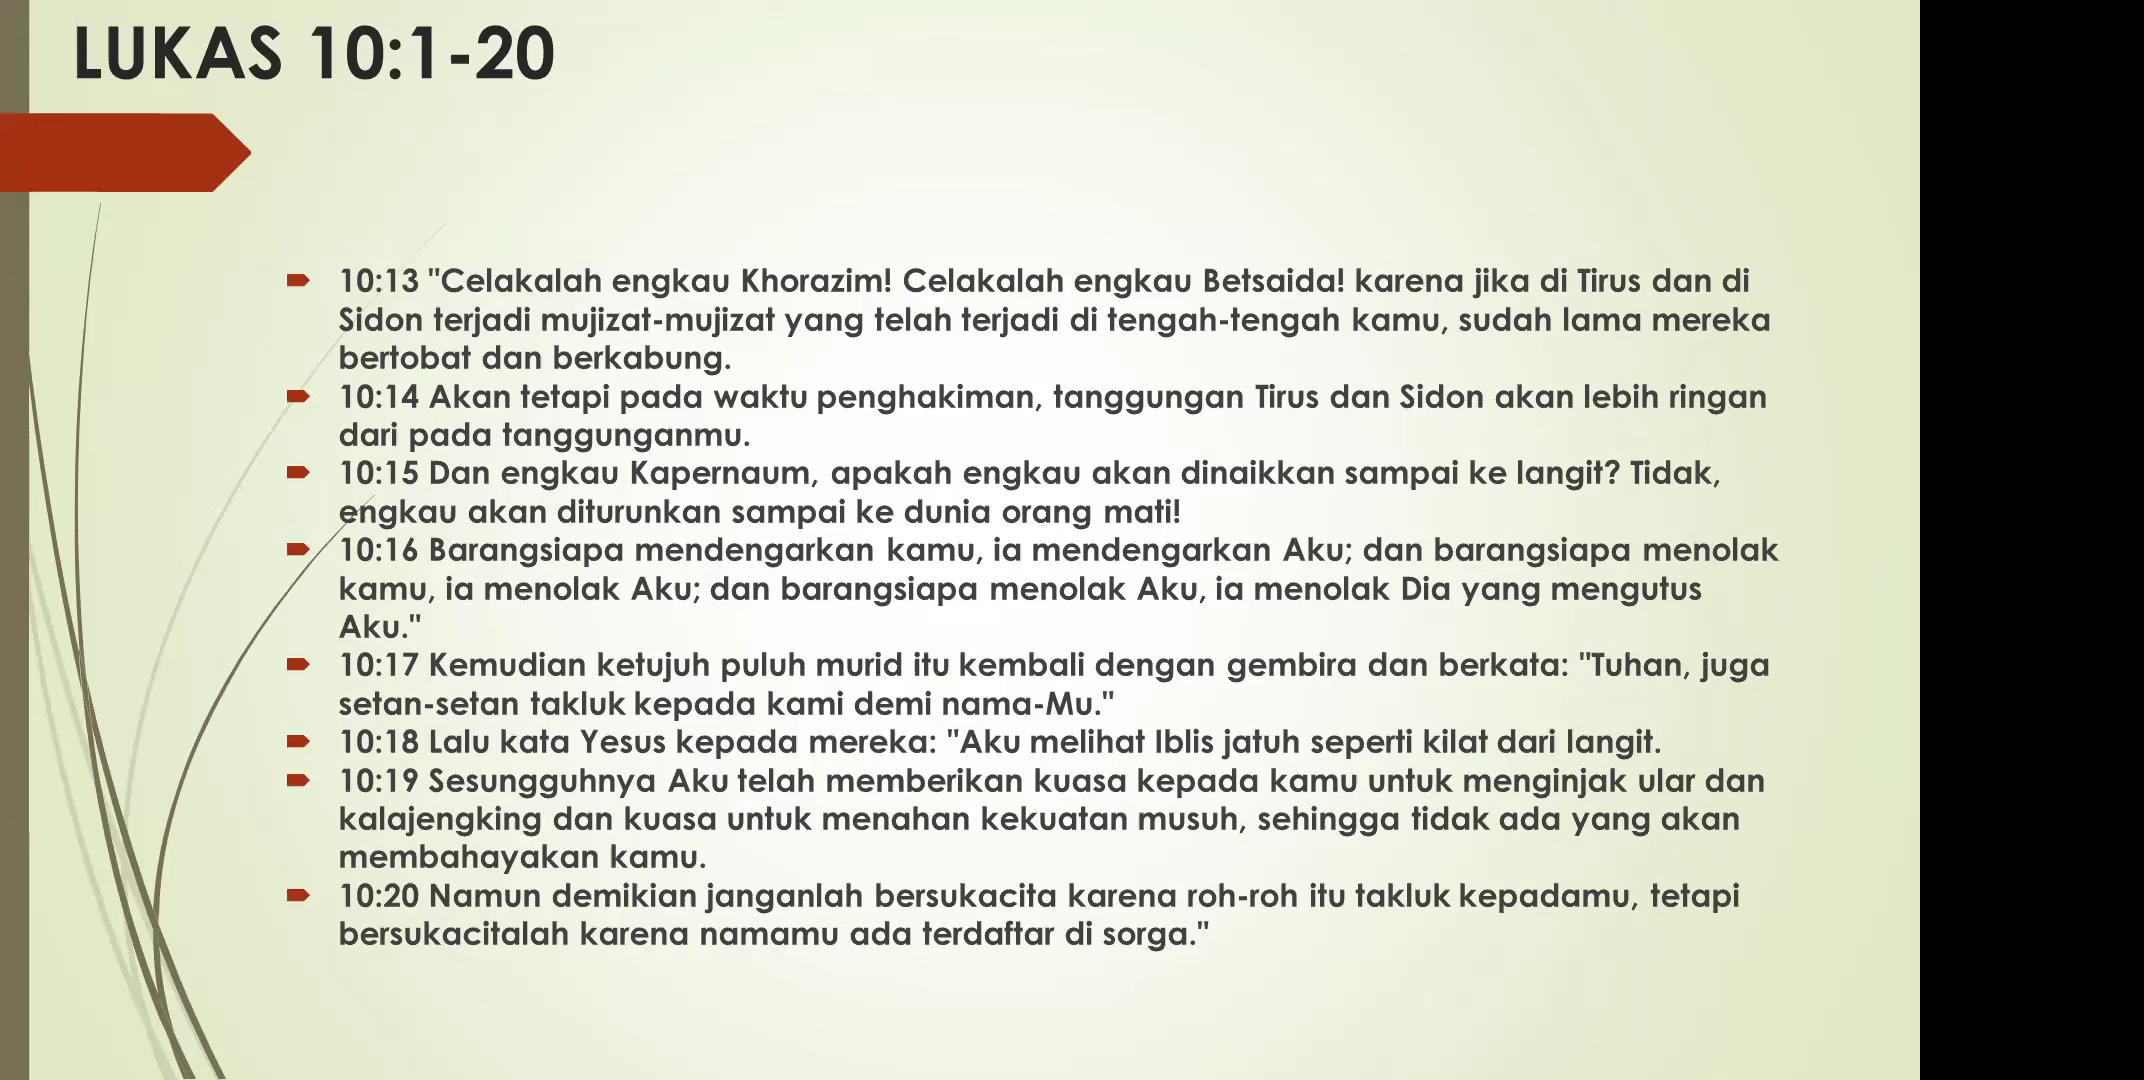 LUKAS 10:1-20
10:13 "Celakalah engkau Khorazim! Celakalah engkau Betsaida! karena jika di Tirus dan di
Sidon terjadi mujizat-mujizat yang telah terjadi di tengah-tengah kamu, sudah lama mereka
bertobat dan berkabung.
10:14 Akan tetapi pada waktu penghakiman, tanggungan Tirus dan Sidon akan lebih ringan
dari pada tanggunganmu.
10:15 Dan engkau Kapernaum, apakah engkau akan dinaikkan sampai ke langit? Tidak,
engkau akan diturunkan sampai ke dunia orang mati!
10:16 Barangsiapa mendengarkan kamu, ia mendengarkan Aku; dan barangsiapa menolak
kamu, ia menolak Aku; dan barangsiapa menolak Aku, ia menolak Dia yang mengutus
Aku."
10:17 Kemudian ketujuh puluh murid itu kembali dengan gembira dan berkata: "Tuhan, juga
setan-setan takluk kepada kami demi nama-Mu."
10:18 Lalu kata Yesus kepada mereka: "Aku melihat Iblis jatuh seperti kilat dari langit.
10:19 Sesungguhnya Aku telah memberikan kuasa kepada kamu untuk menginjak ular dan
kalajengking dan kuasa untuk menahan kekuatan musuh, sehingga tidak ada yang akan
membahayakan kamu.
10:20 Namun demikian janganlah bersukacita karena roh-roh itu takluk kepadamu, tetapi
bersukacitalah karena namamu ada terdaftar di sorga."